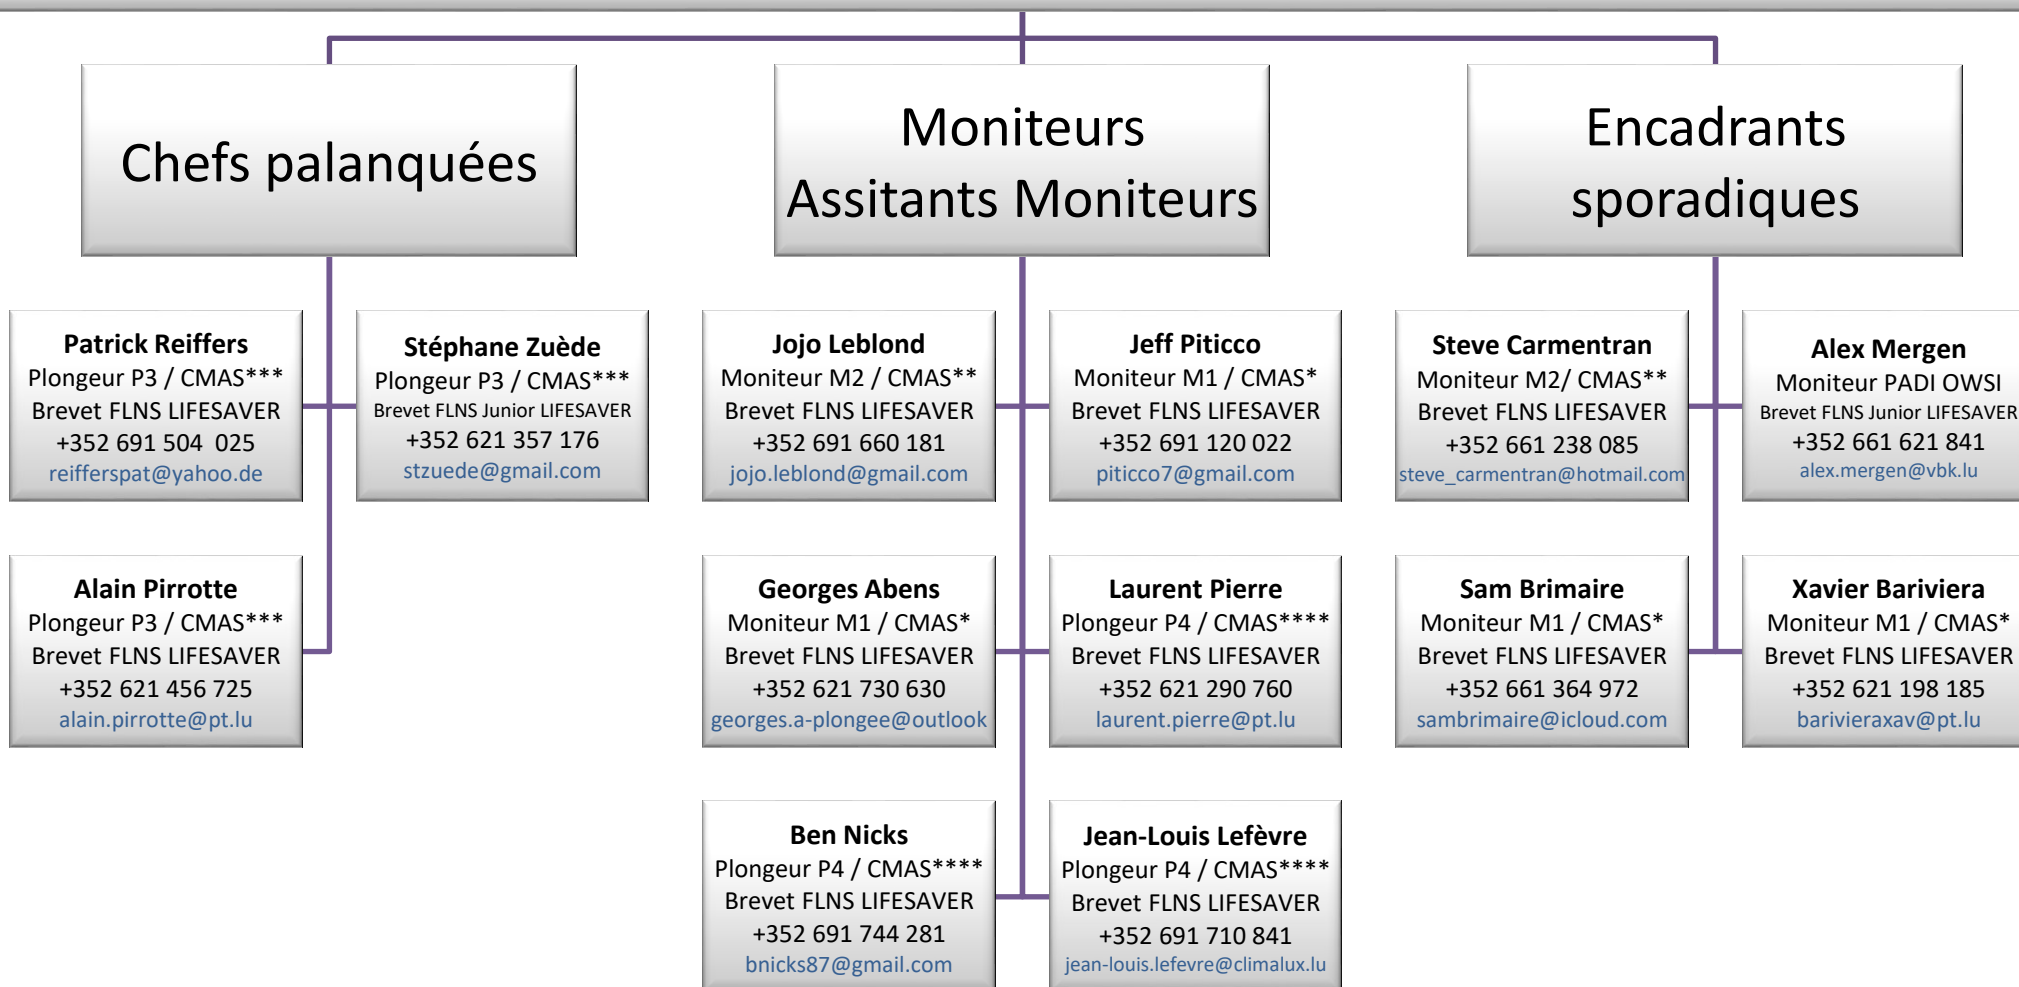 Chefs palanquées
Moniteurs
Assitants Moniteurs
Encadrants
sporadiques
Patrick Reiffers
Plongeur P3 / CMAS***
Brevet FLNS LIFESAVER
+352 691 504  025
reifferspat@yahoo.de
Stéphane Zuède
Plongeur P3 / CMAS***
Brevet FLNS Junior LIFESAVER
+352 621 357 176
stzuede@gmail.com
Alain Pirrotte
Plongeur P3 / CMAS***
Brevet FLNS LIFESAVER
+352 621 456 725
alain.pirrotte@pt.lu
Jojo Leblond
Moniteur M2 / CMAS**
Brevet FLNS LIFESAVER
+352 691 660 181
jojo.leblond@gmail.com
Jeff Piticco
Moniteur M1 / CMAS*
Brevet FLNS LIFESAVER
+352 691 120 022
piticco7@gmail.com
Georges Abens
Moniteur M1 / CMAS*
Brevet FLNS LIFESAVER
+352 621 730 630
georges.a-plongee@outlook
Laurent Pierre
Plongeur P4 / CMAS****
Brevet FLNS LIFESAVER
+352 621 290 760
laurent.pierre@pt.lu
Ben Nicks
Plongeur P4 / CMAS****
Brevet FLNS LIFESAVER
+352 691 744 281
bnicks87@gmail.com
Jean-Louis Lefèvre
Plongeur P4 / CMAS****
Brevet FLNS LIFESAVER
+352 691 710 841
jean-louis.lefevre@climalux.lu
Steve Carmentran
Moniteur M2/ CMAS**
Brevet FLNS LIFESAVER
+352 661 238 085
steve_carmentran@hotmail.com
Alex Mergen
Moniteur PADI OWSI
Brevet FLNS Junior LIFESAVER
+352 661 621 841
alex.mergen@vbk.lu
Sam Brimaire
Moniteur M1 / CMAS*
Brevet FLNS LIFESAVER
+352 661 364 972
sambrimaire@icloud.com
Xavier Bariviera
Moniteur M1 / CMAS*
Brevet FLNS LIFESAVER
+352 621 198 185
barivieraxav@pt.lu